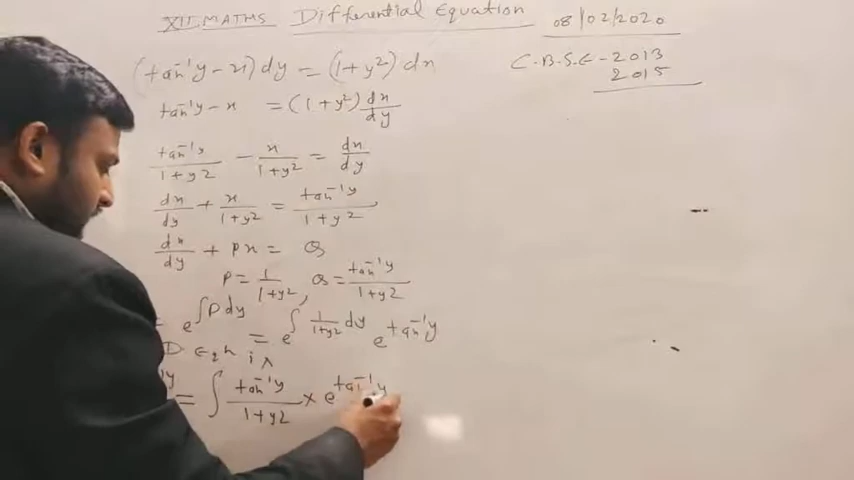 XII MATHS Differential Equation 08/02/2020
C.B.S.E - 2013
2015
(tan⁻¹y - x) dy = (1 + y²) dx
tan⁻¹y - x = (1 + y²) dx/dy
tan⁻¹y/1+y2 - x/1+y2 = dx/dy
dx/dy + x/1+y2 = tan⁻¹y/1+y2
dx/dy + Px = Q
P = 1/1+y2, Q = tan⁻¹y/1+y2
= e^∫Pdy = e^∫1/1+y2 dy e^tan⁻¹y
D Eqn is
= ∫ tan⁻¹y/1+y2 × e^tan⁻¹y